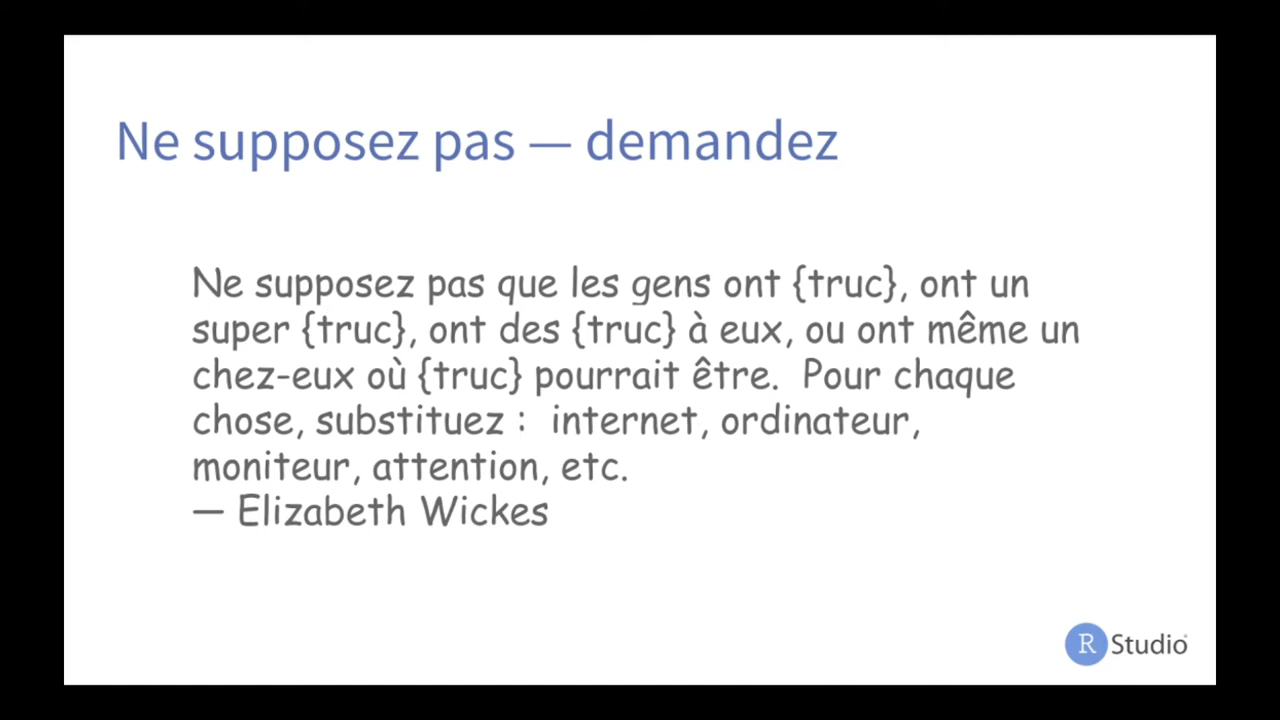 Ne supposez pas — demandez
Ne supposez pas que les gens ont {truc}, ont un
super {truc}, ont des {truc} à eux, ou ont même un
chez-eux où {truc} pourrait être.  Pour chaque
chose, substituez :  internet, ordinateur,
moniteur, attention, etc.
— Elizabeth Wickes
R Studio